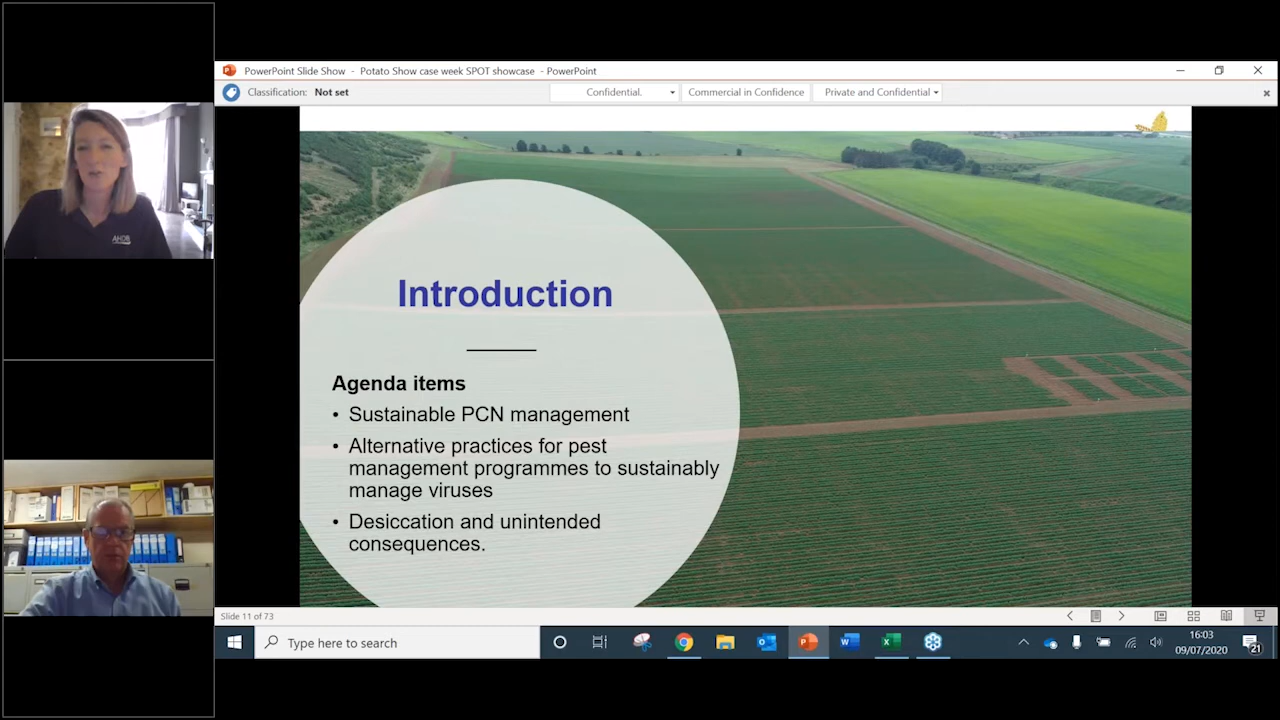 PowerPoint Slide Show - Potato Show case week SPOT showcase - PowerPoint
Classification: Not set
Confidential.
Commercial in Confidence
Private and Confidential
AHDB
Introduction
Agenda items
• Sustainable PCN management
• Alternative practices for pest
management programmes to sustainably
manage viruses
• Desiccation and unintended
consequences.
Slide 11 of 73
Type here to search
16:03
09/07/2020
21